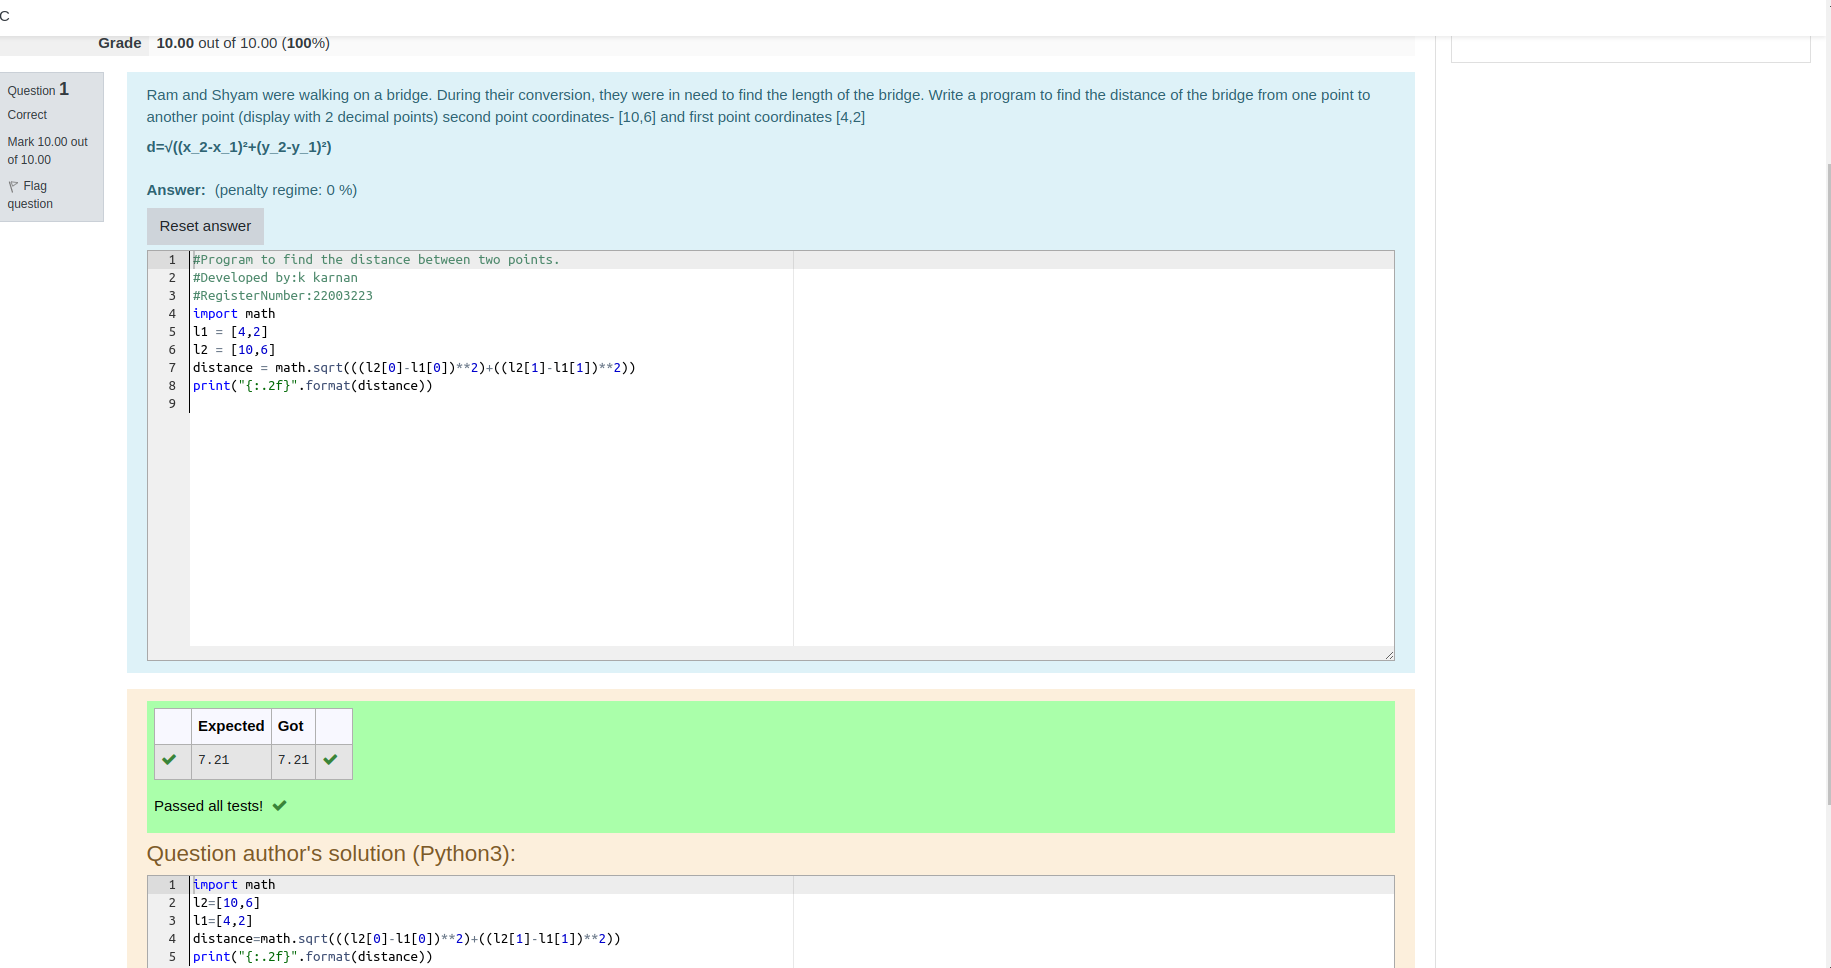 C
Grade 10.00 out of 10.00 (100%)
Question 1
Correct
Mark 10.00 out
of 10.00
Flag
question
Ram and Shyam were walking on a bridge. During their conversion, they were in need to find the length of the bridge. Write a program to find the distance of the bridge from one point to
another point (display with 2 decimal points) second point coordinates- [10,6] and first point coordinates [4,2]
d=√((x_2-x_1)²+(y_2-y_1)²)
Answer: (penalty regime: 0 %)
Reset answer
1 #Program to find the distance between two points.
2 #Developed by:k karnan
3 #RegisterNumber:22003223
4 import math
5 l1 = [4,2]
6 l2 = [10,6]
7 distance = math.sqrt(((l2[0]-l1[0])**2)+((l2[1]-l1[1])**2))
8 print("{:.2f}".format(distance))
9
Expected Got
7.21 7.21
Passed all tests!
Question author's solution (Python3):
1 import math
2 l2=[10,6]
3 l1=[4,2]
4 distance=math.sqrt(((l2[0]-l1[0])**2)+((l2[1]-l1[1])**2))
5 print("{:.2f}".format(distance))